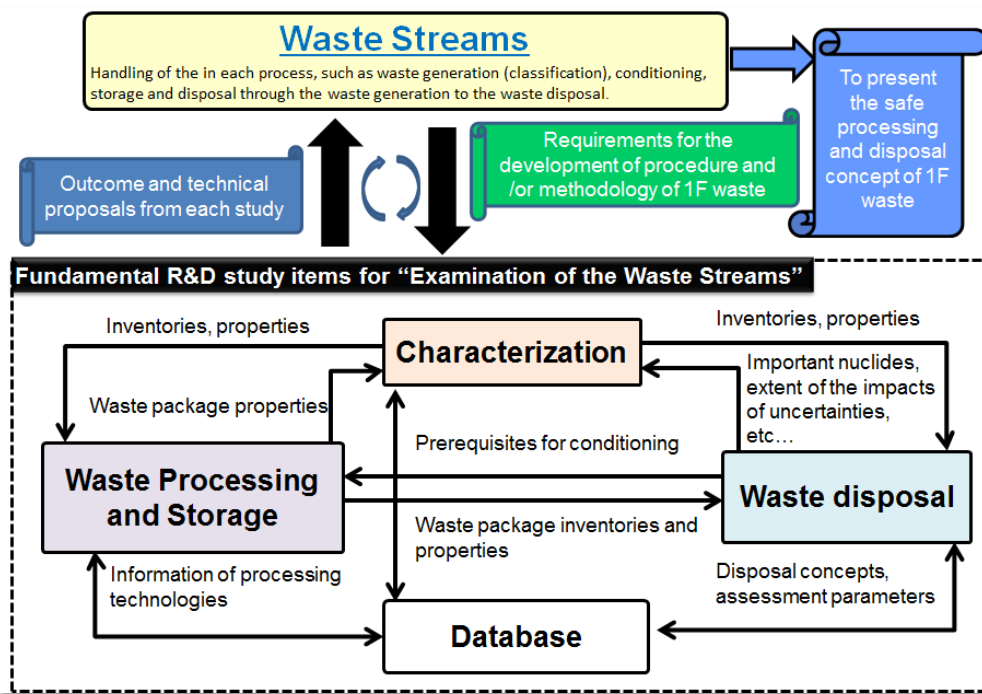 Waste Streams
Handling of the in each process, such as waste generation (classification), conditioning,
storage and disposal through the waste generation to the waste disposal.
To present
the safe
processing
and disposal
concept of 1F
waste
Outcome and technical
proposals from each study
Requirements for the
development of procedure and
/or methodology of 1F waste
Fundamental R&D study items for “Examination of the Waste Streams”
Inventories, properties
Characterization
Inventories, properties
Waste package properties
Important nuclides,
extent of the impacts
of uncertainties,
etc…
Prerequisites for conditioning
Waste Processing
and Storage
Waste disposal
Waste package inventories and
properties
Information of processing
technologies
Disposal concepts,
assessment parameters
Database